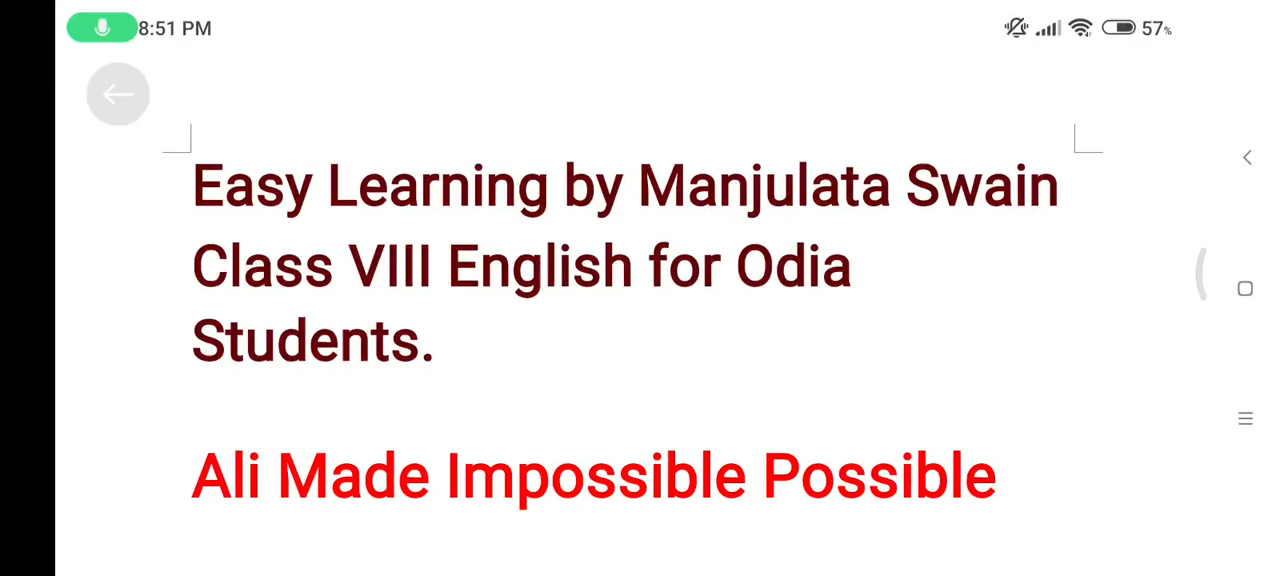 8:51 PM 57%
Easy Learning by Manjulata Swain
Class VIII English for Odia
Students.
Ali Made Impossible Possible